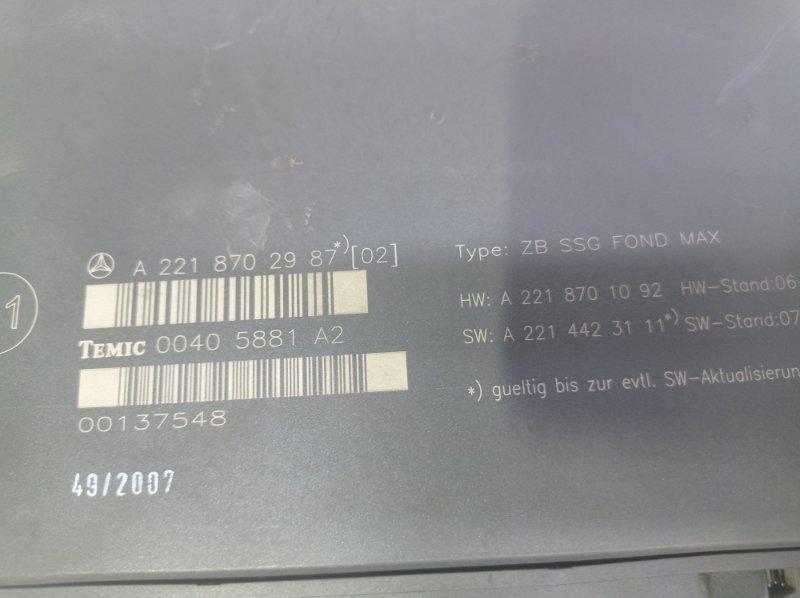 A 221 870 29 87*)[02]
TEMIC 0040 5881 A2
00137548
49/2007
1
Type: ZB SSG FOND MAX
HW: A 221 870 10 92 HW-Stand:06
SW: A 221 442 31 11*) SW-Stand:07
*) gueltig bis zur evtl. SW-Aktualisierun